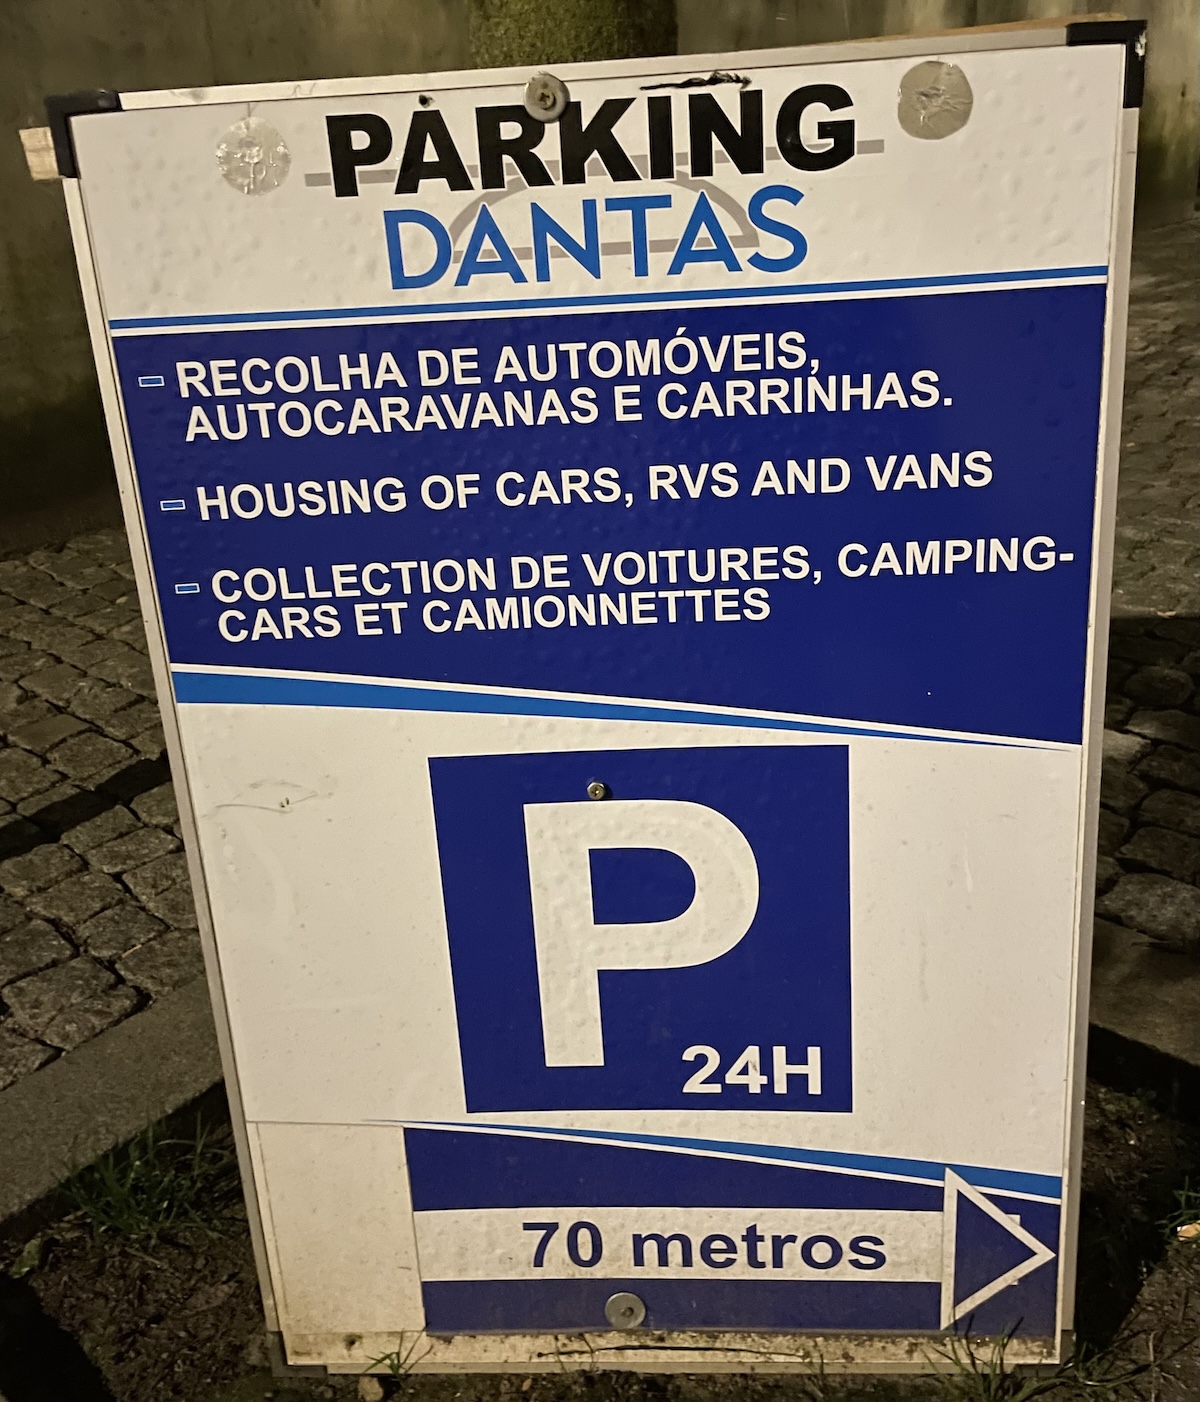 PARKING
DANTAS
- RECOLHA DE AUTOMÓVEIS,
AUTOCARAVANAS E CARRINHAS.
- HOUSING OF CARS, RVS AND VANS
- COLLECTION DE VOITURES, CAMPING-
CARS ET CAMIONNETTES
P
24H
70 metros